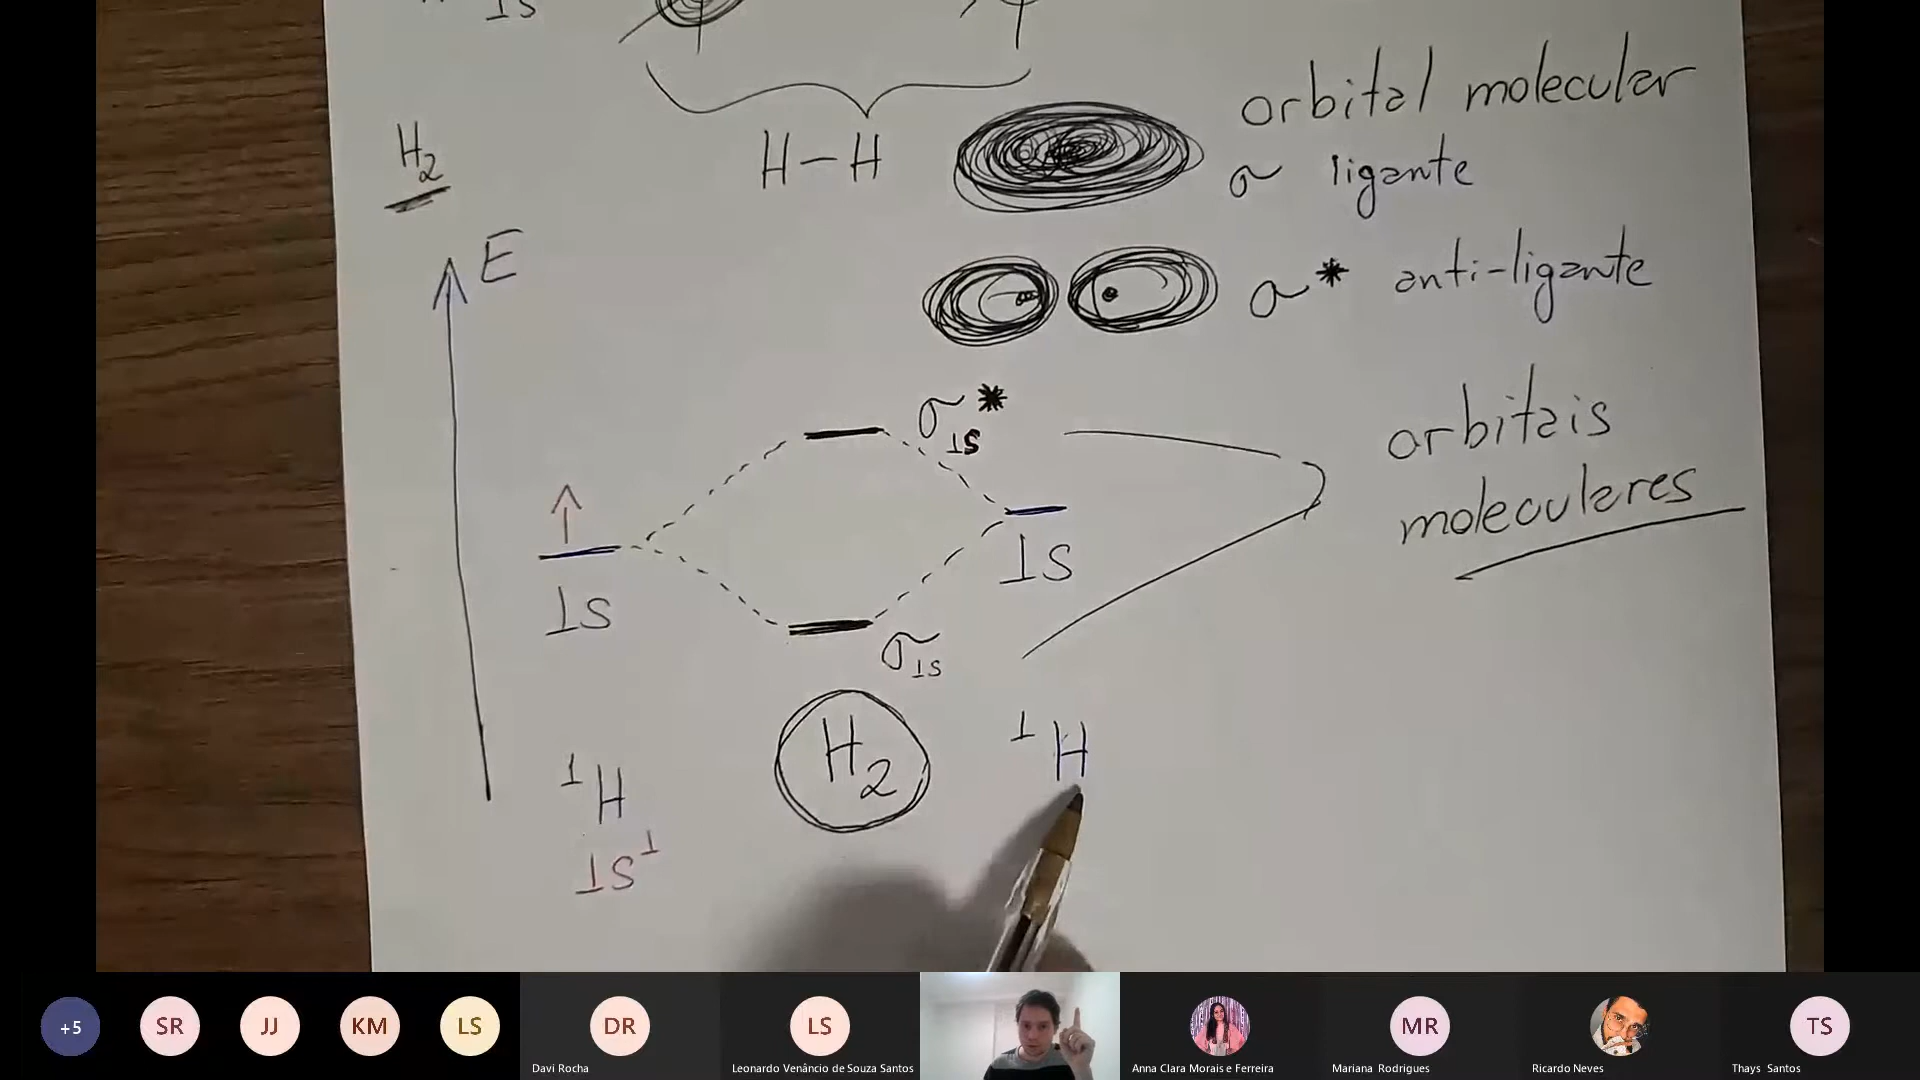 1s
H–H
orbital molecular
σ ligante
H2
E
σ* anti-ligante
σ1s*
orbitais
moleculares
1s
1s
σ1s
H2
¹H
¹H
1s¹
+5
SR
JJ
KM
LS
DR
LS
MR
TS
Davi Rocha
Leonardo Venâncio de Souza Santos
Anna Clara Morais e Ferreira
Mariana Rodrigues
Ricardo Neves
Thays Santos